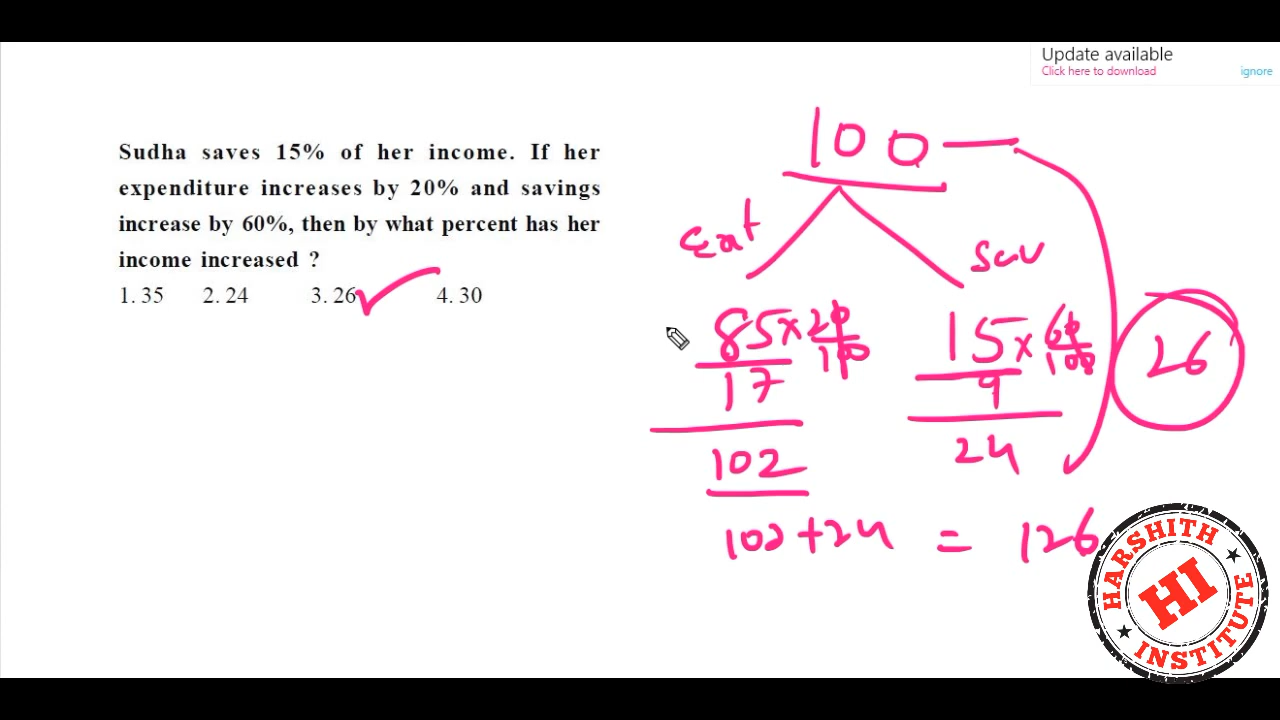 Update available
Click here to download ignore
Sudha saves 15% of her income. If her
expenditure increases by 20% and savings
increase by 60%, then by what percent has her
income increased ?
1. 35 2. 24 3. 26 4. 30
100
Sav
85 x 20/100 15 x 60/100
17 9
26
102 24
102 + 24 = 126
HARSHITH
HI
INSTITUTE